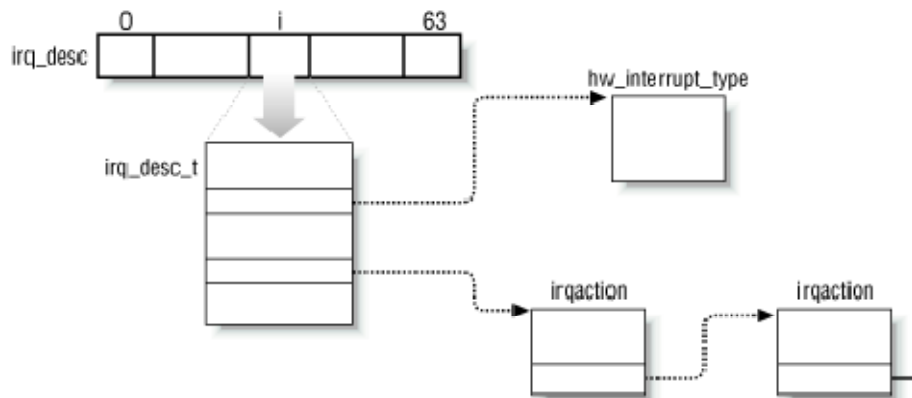 0 i 63
irq_desc
hw_interrupt_type
irq_desc_t
irqaction irqaction